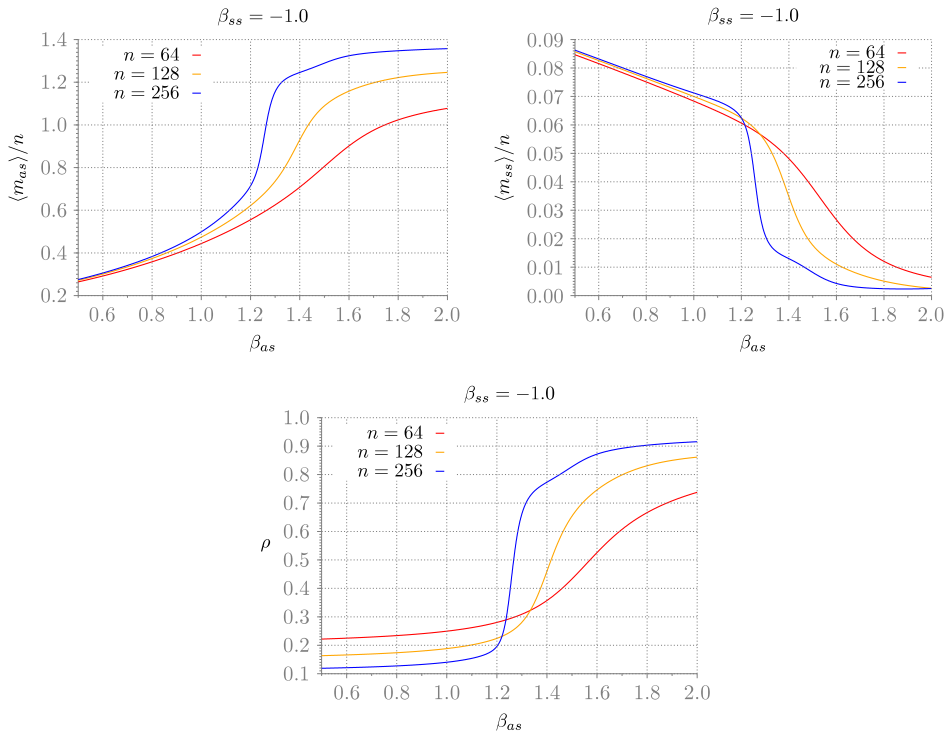 β_ss = −1.0
n = 64
n = 128
n = 256
⟨m_as⟩/n
1.4
1.2
1.0
0.8
0.6
0.4
0.2
0.6 0.8 1.0 1.2 1.4 1.6 1.8 2.0
β_as
β_ss = −1.0
n = 64
n = 128
n = 256
⟨m_ss⟩/n
0.09
0.08
0.07
0.06
0.05
0.04
0.03
0.02
0.01
0.00
0.6 0.8 1.0 1.2 1.4 1.6 1.8 2.0
β_as
β_ss = −1.0
n = 64
n = 128
n = 256
ρ
1.0
0.9
0.8
0.7
0.6
0.5
0.4
0.3
0.2
0.1
0.6 0.8 1.0 1.2 1.4 1.6 1.8 2.0
β_as